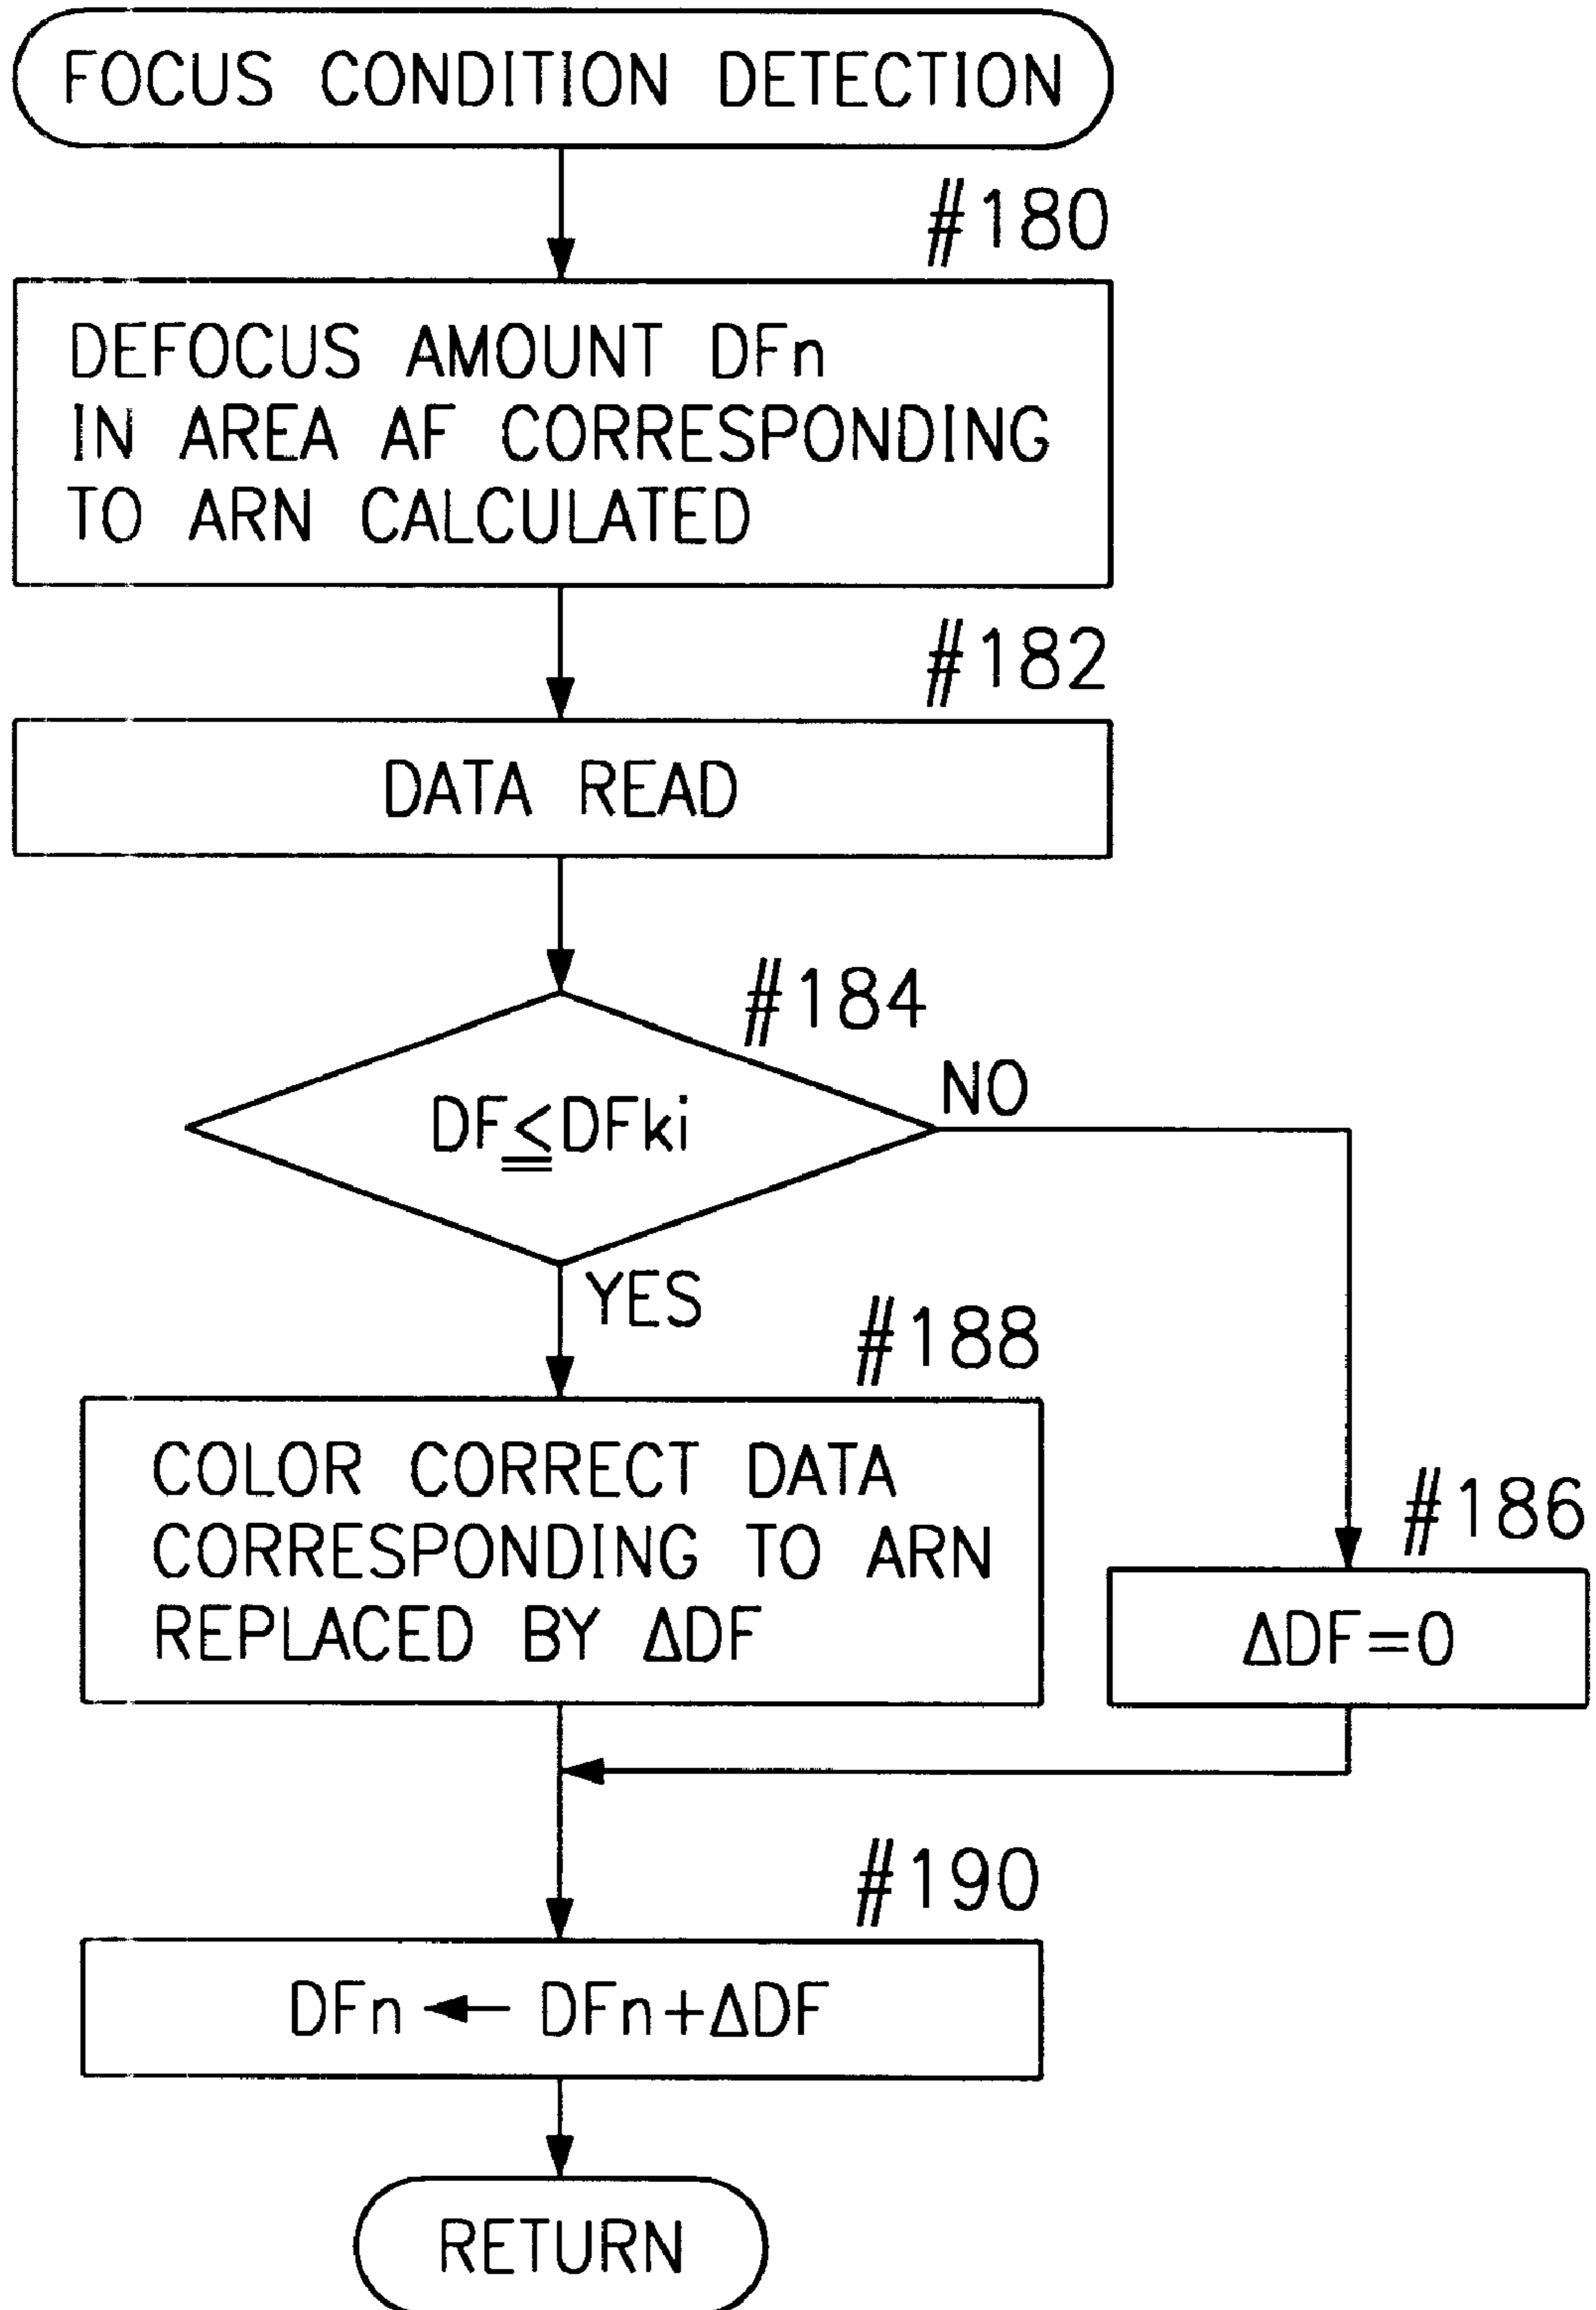 FOCUS CONDITION DETECTION
#180
DEFOCUS AMOUNT DFn
IN AREA AF CORRESPONDING
TO ARN CALCULATED
#182
DATA READ
#184
DF≦DFki
NO
YES
#188
COLOR CORRECT DATA
CORRESPONDING TO ARN
REPLACED BY ΔDF
#186
ΔDF=0
#190
DFn ← DFn+ΔDF
RETURN